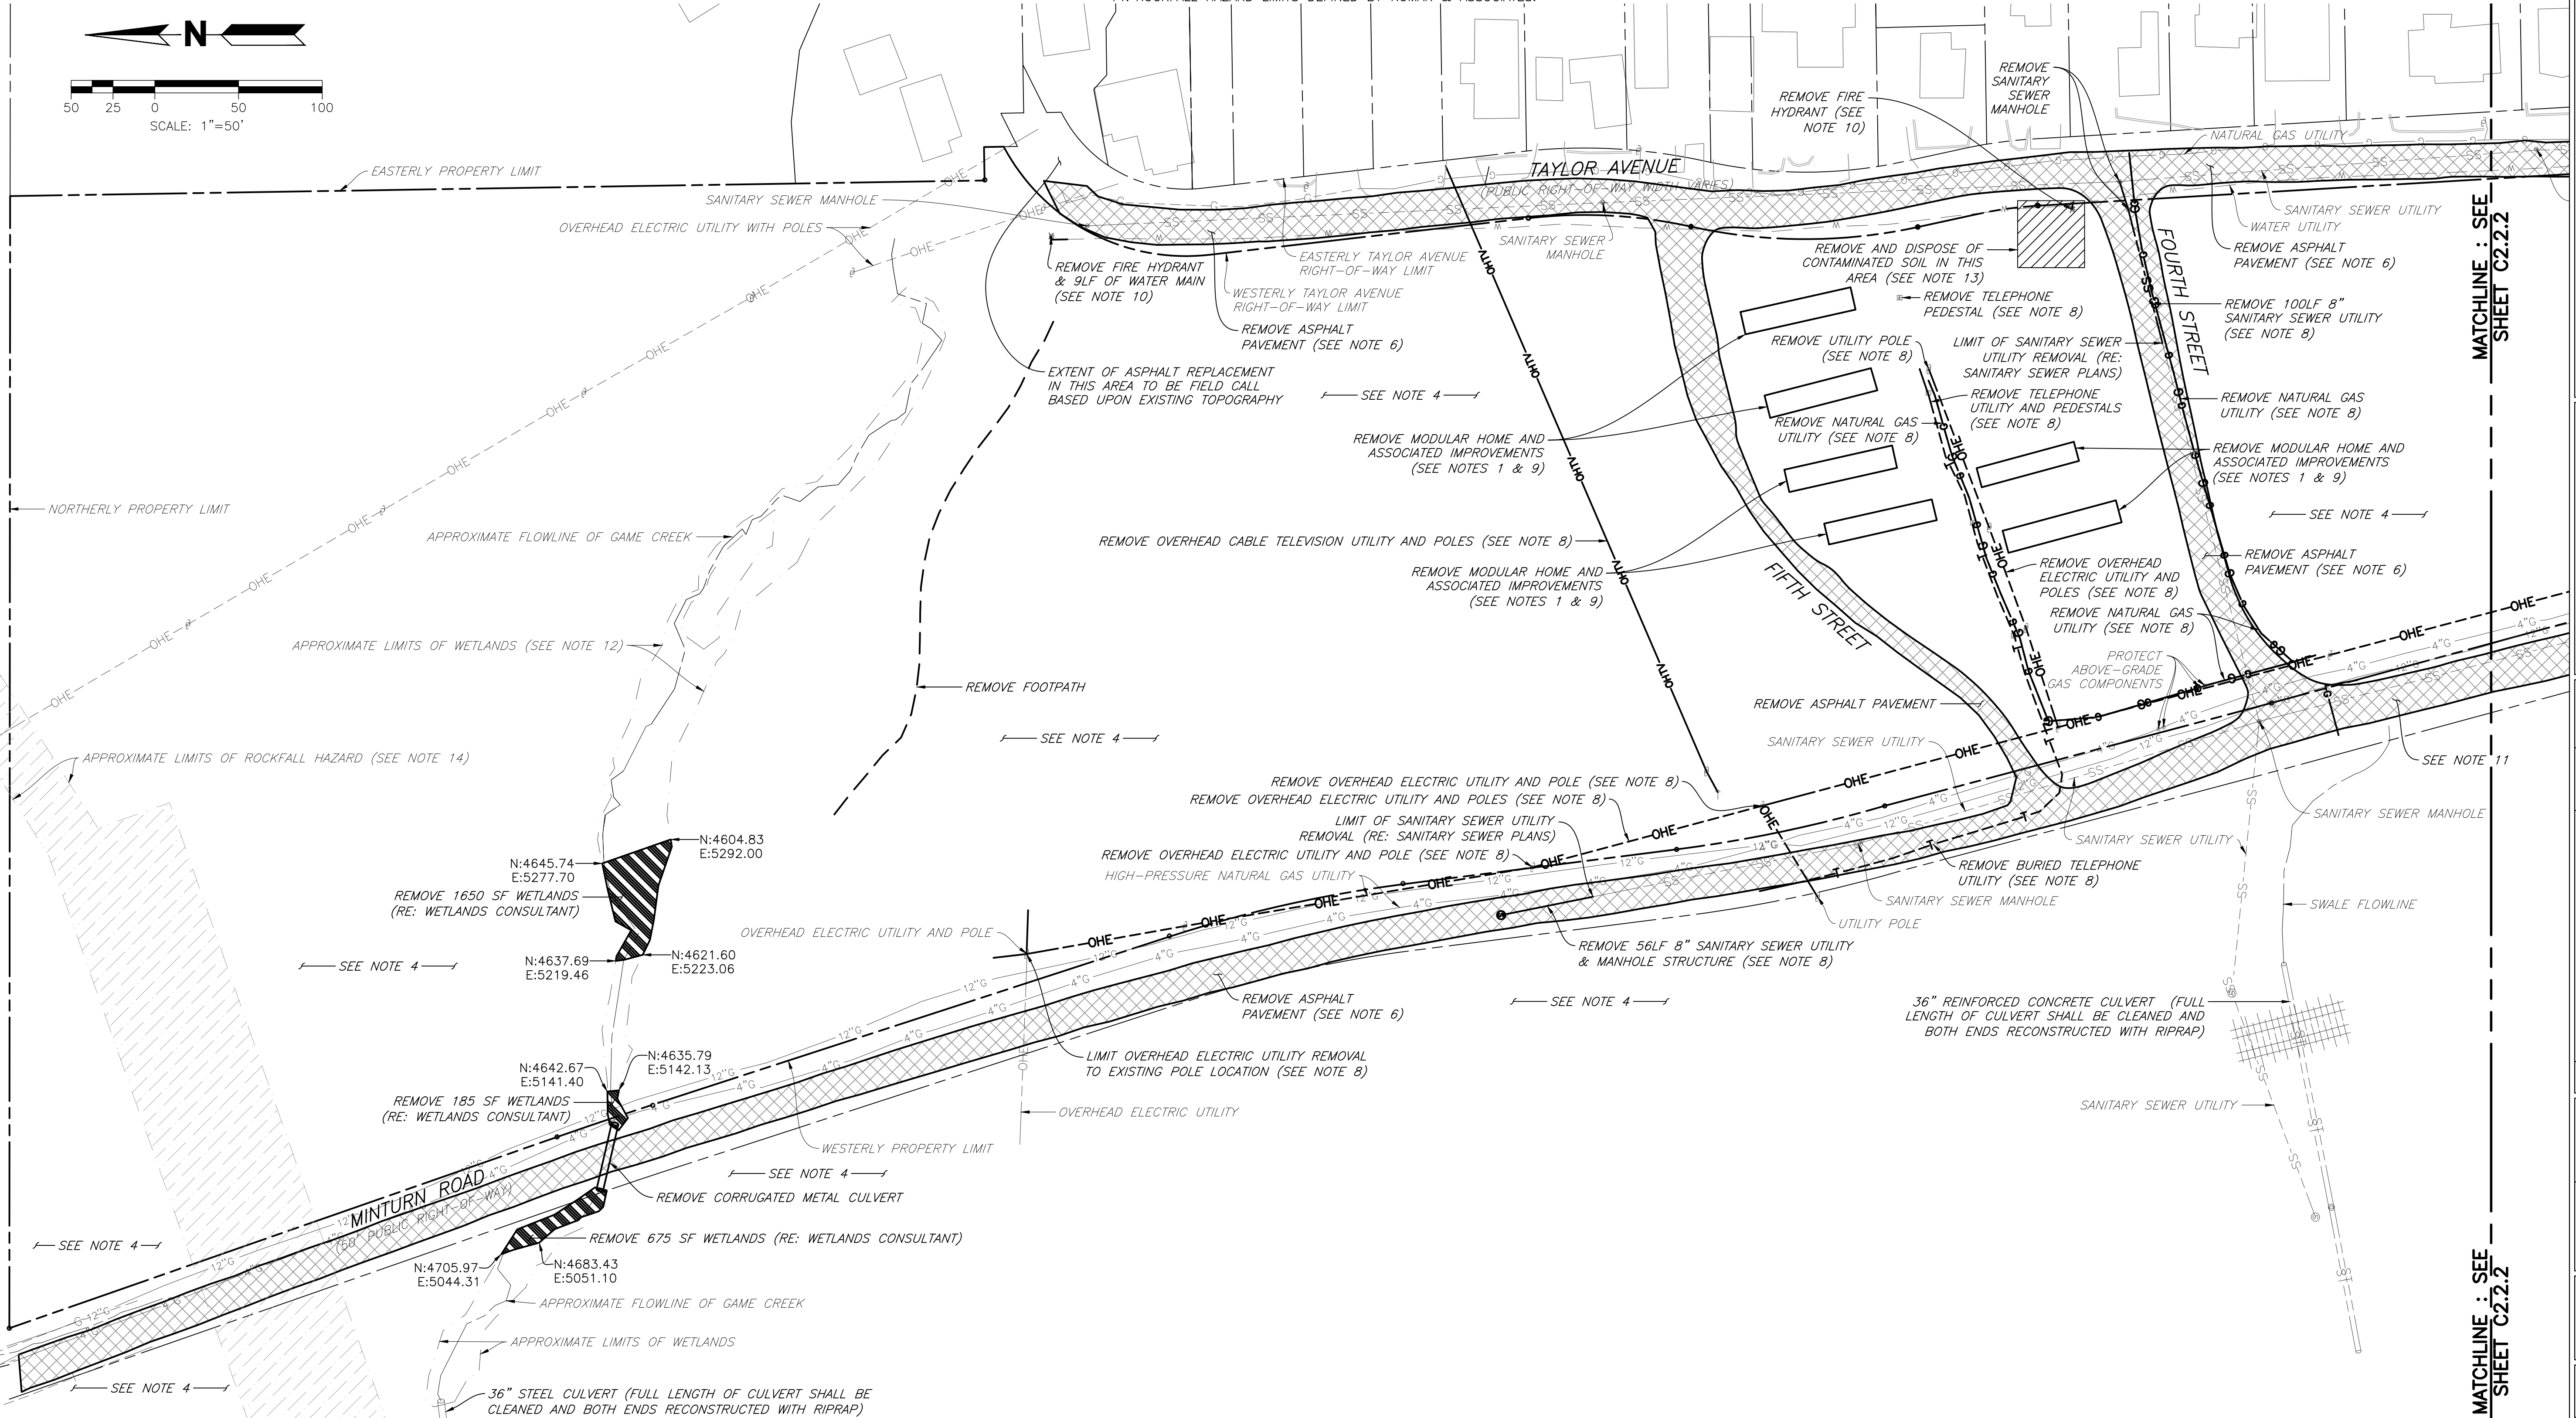 N
50 25 0 50 100
SCALE: 1"=50'
EASTERLY PROPERTY LIMIT
SANITARY SEWER MANHOLE
OVERHEAD ELECTRIC UTILITY WITH POLES
REMOVE FIRE HYDRANT
& 9LF OF WATER MAIN
(SEE NOTE 10)
EASTERLY TAYLOR AVENUE
RIGHT-OF-WAY LIMIT
WESTERLY TAYLOR AVENUE
RIGHT-OF-WAY LIMIT
REMOVE ASPHALT
PAVEMENT (SEE NOTE 6)
TAYLOR AVENUE
(PUBLIC RIGHT-OF-WAY WIDTH VARIES)
SANITARY SEWER
MANHOLE
REMOVE FIRE
HYDRANT (SEE
NOTE 10)
REMOVE
SANITARY
SEWER
MANHOLE
NATURAL GAS UTILITY
SANITARY SEWER UTILITY
WATER UTILITY
REMOVE ASPHALT
PAVEMENT (SEE NOTE 6)
MATCHLINE : SEE
SHEET C2.2.2
REMOVE AND DISPOSE OF
CONTAMINATED SOIL IN THIS
AREA (SEE NOTE 13)
REMOVE TELEPHONE
PEDESTAL (SEE NOTE 8)
FOURTH STREET
REMOVE 100LF 8"
SANITARY SEWER UTILITY
(SEE NOTE 8)
EXTENT OF ASPHALT REPLACEMENT
IN THIS AREA TO BE FIELD CALL
BASED UPON EXISTING TOPOGRAPHY
SEE NOTE 4
REMOVE UTILITY POLE
(SEE NOTE 8)
LIMIT OF SANITARY SEWER
UTILITY REMOVAL (RE:
SANITARY SEWER PLANS)
REMOVE TELEPHONE
UTILITY AND PEDESTALS
(SEE NOTE 8)
REMOVE NATURAL GAS
UTILITY (SEE NOTE 8)
REMOVE NATURAL GAS
UTILITY (SEE NOTE 8)
REMOVE MODULAR HOME AND
ASSOCIATED IMPROVEMENTS
(SEE NOTES 1 & 9)
REMOVE MODULAR HOME AND
ASSOCIATED IMPROVEMENTS
(SEE NOTES 1 & 9)
SEE NOTE 4
NORTHERLY PROPERTY LIMIT
APPROXIMATE FLOWLINE OF GAME CREEK
REMOVE OVERHEAD CABLE TELEVISION UTILITY AND POLES (SEE NOTE 8)
REMOVE MODULAR HOME AND
ASSOCIATED IMPROVEMENTS
(SEE NOTES 1 & 9)
FIFTH STREET
REMOVE OVERHEAD
ELECTRIC UTILITY AND
POLES (SEE NOTE 8)
REMOVE ASPHALT
PAVEMENT (SEE NOTE 6)
REMOVE NATURAL GAS
UTILITY (SEE NOTE 8)
PROTECT
ABOVE-GRADE
GAS COMPONENTS
APPROXIMATE LIMITS OF WETLANDS (SEE NOTE 12)
REMOVE FOOTPATH
SEE NOTE 4
REMOVE ASPHALT PAVEMENT
SANITARY SEWER UTILITY
APPROXIMATE LIMITS OF ROCKFALL HAZARD (SEE NOTE 14)
SEE NOTE 11
REMOVE OVERHEAD ELECTRIC UTILITY AND POLE (SEE NOTE 8)
REMOVE OVERHEAD ELECTRIC UTILITY AND POLES (SEE NOTE 8)
LIMIT OF SANITARY SEWER UTILITY
REMOVAL (RE: SANITARY SEWER PLANS)
REMOVE OVERHEAD ELECTRIC UTILITY AND POLE (SEE NOTE 8)
HIGH-PRESSURE NATURAL GAS UTILITY
SANITARY SEWER MANHOLE
SANITARY SEWER UTILITY
REMOVE BURIED TELEPHONE
UTILITY (SEE NOTE 8)
SANITARY SEWER MANHOLE
UTILITY POLE
SWALE FLOWLINE
N:4604.83
E:5292.00
N:4645.74
E:5277.70
REMOVE 1650 SF WETLANDS
(RE: WETLANDS CONSULTANT)
N:4637.69
E:5219.46
N:4621.60
E:5223.06
SEE NOTE 4
OVERHEAD ELECTRIC UTILITY AND POLE
REMOVE 56LF 8" SANITARY SEWER UTILITY
& MANHOLE STRUCTURE (SEE NOTE 8)
REMOVE ASPHALT
PAVEMENT (SEE NOTE 6)
SEE NOTE 4
36" REINFORCED CONCRETE CULVERT (FULL
LENGTH OF CULVERT SHALL BE CLEANED AND
BOTH ENDS RECONSTRUCTED WITH RIPRAP)
LIMIT OVERHEAD ELECTRIC UTILITY REMOVAL
TO EXISTING POLE LOCATION (SEE NOTE 8)
OVERHEAD ELECTRIC UTILITY
SANITARY SEWER UTILITY
N:4642.67
E:5141.40
N:4635.79
E:5142.13
REMOVE 185 SF WETLANDS
(RE: WETLANDS CONSULTANT)
WESTERLY PROPERTY LIMIT
SEE NOTE 4
REMOVE CORRUGATED METAL CULVERT
MINTURN ROAD
(50' PUBLIC RIGHT-OF-WAY)
REMOVE 675 SF WETLANDS (RE: WETLANDS CONSULTANT)
SEE NOTE 4
N:4705.97
E:5044.31
N:4683.43
E:5051.10
APPROXIMATE FLOWLINE OF GAME CREEK
APPROXIMATE LIMITS OF WETLANDS
SEE NOTE 4
36" STEEL CULVERT (FULL LENGTH OF CULVERT SHALL BE
CLEANED AND BOTH ENDS RECONSTRUCTED WITH RIPRAP)
MATCHLINE : SEE
SHEET C2.2.2